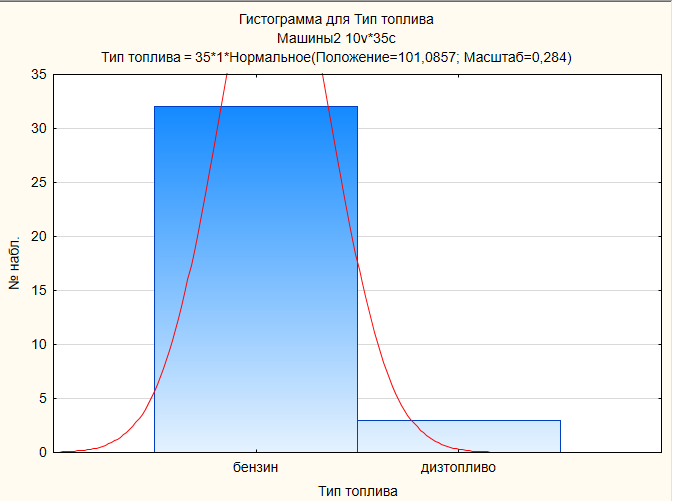 Гистограмма для Тип топлива
Машины2 10v*35c
Тип топлива = 35*1*Нормальное(Положение=101,0857; Масштаб=0,284)
35
30
25
20
15
10
5
0
№ набл.
бензин дизтопливо
Тип топлива